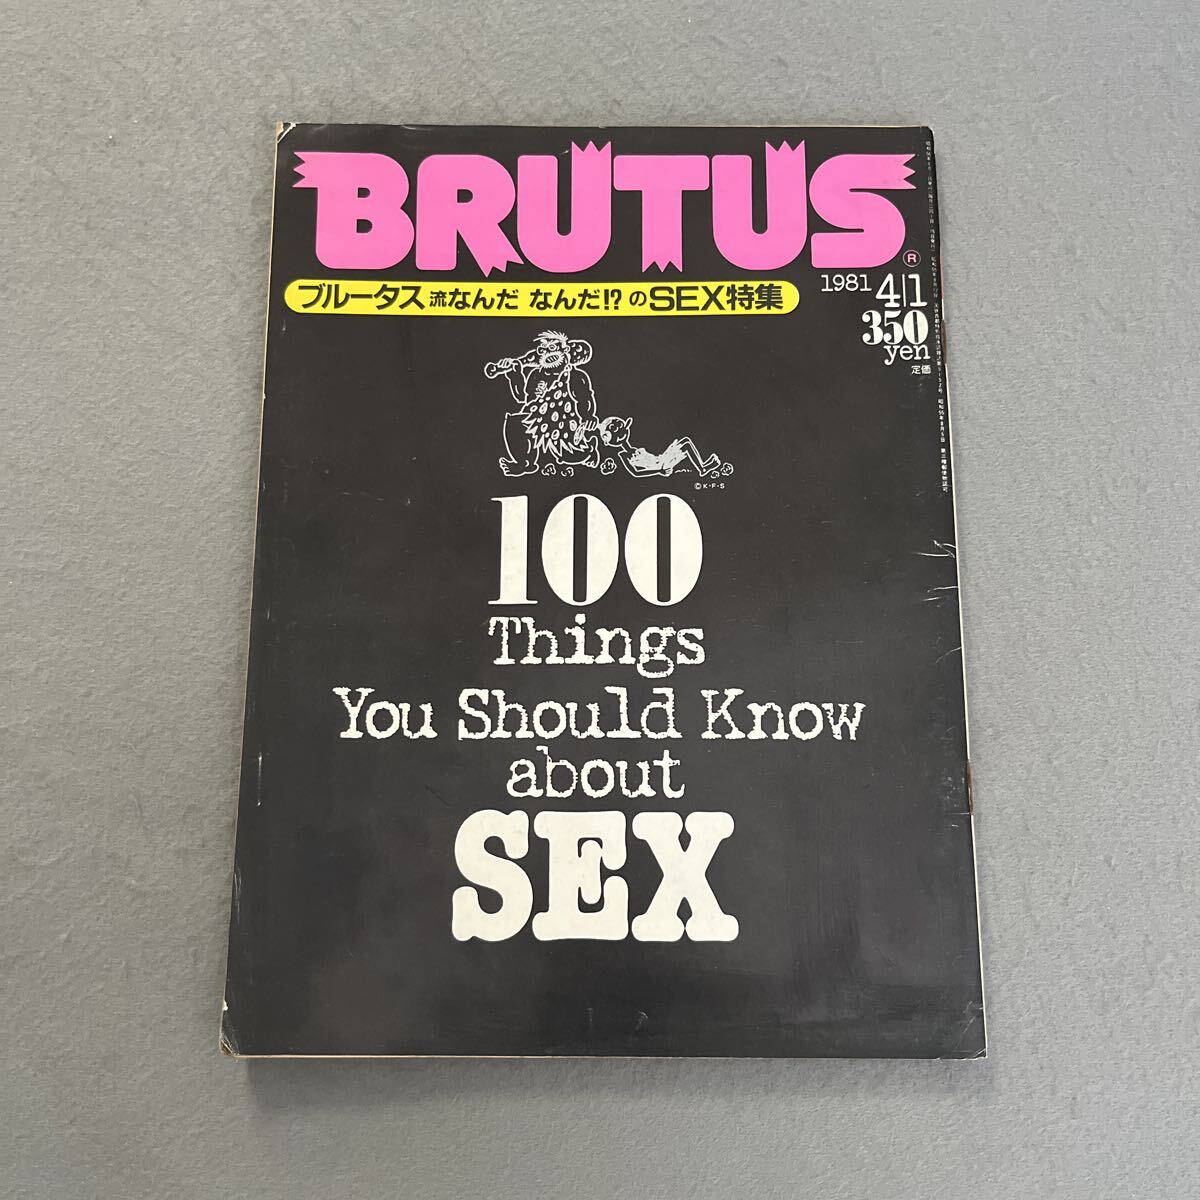 BRUTUS
®
ブルータス流なんだ なんだ!?のSEX特集
1981 4/1
350
yen
定価
©K·F·S
100
Things
You Should Know
about
SEX